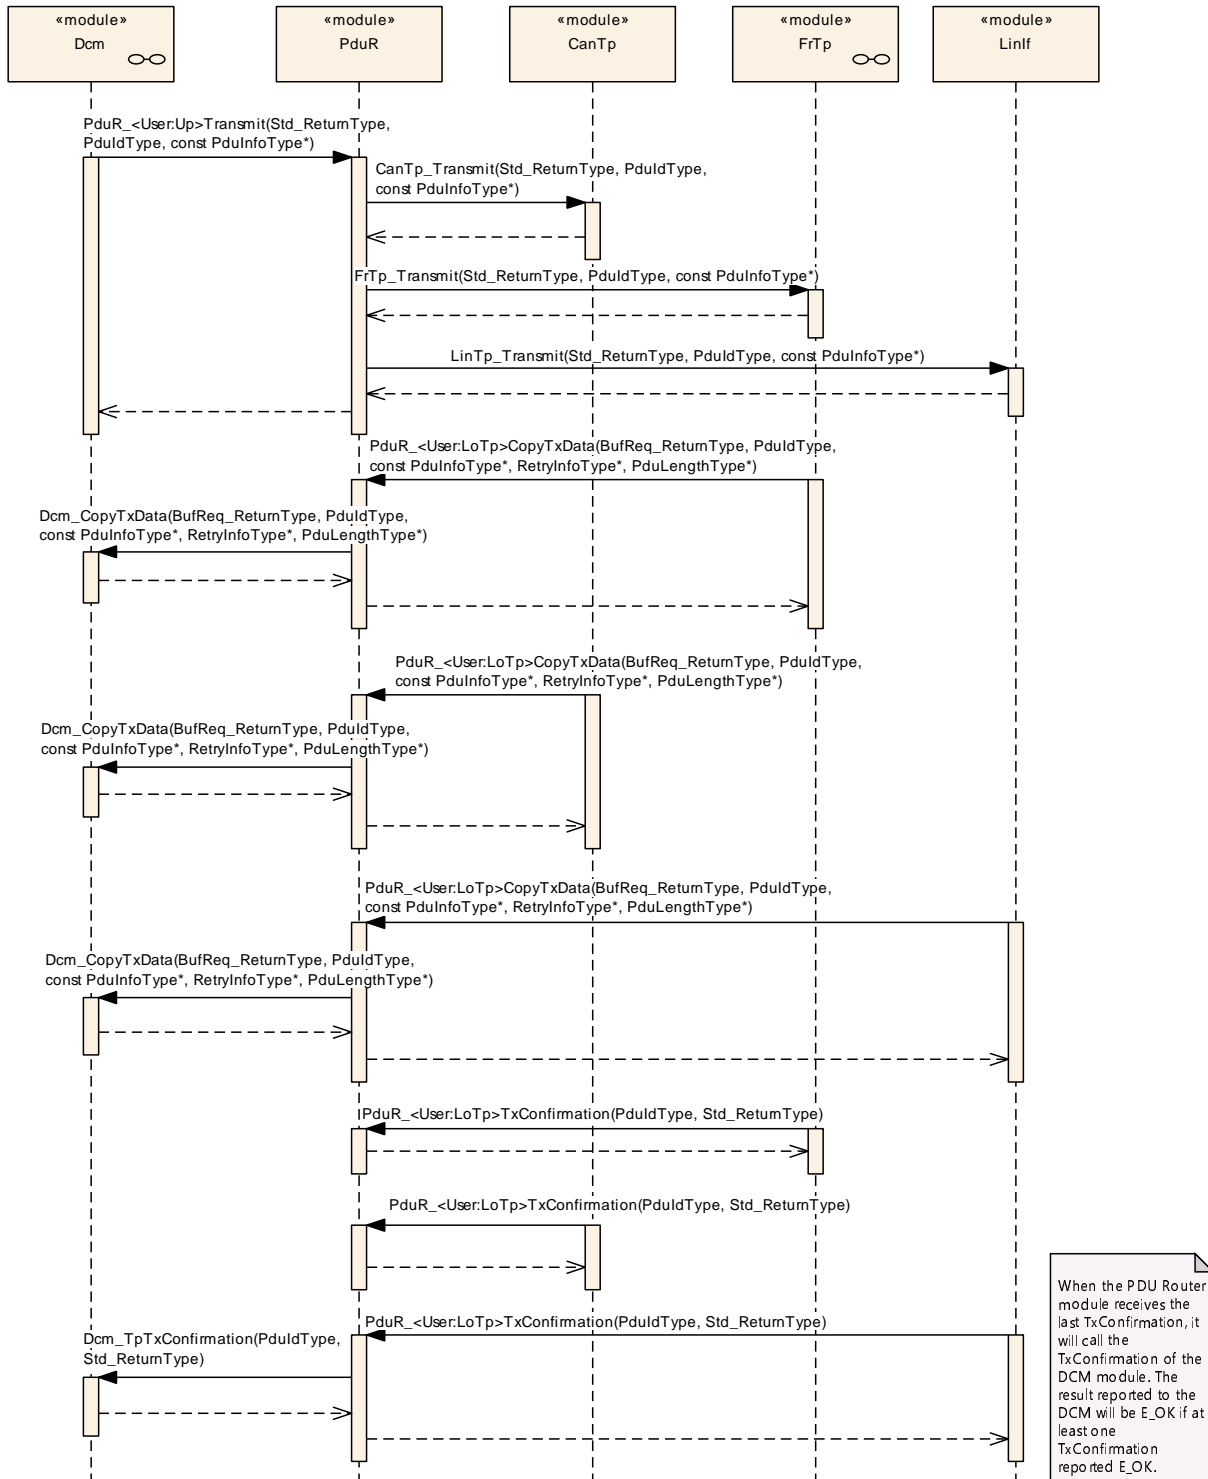 «module»
Dcm
«module»
PduR
«module»
CanTp
«module»
FrTp
«module»
LinIf
PduR_<User:Up>Transmit(Std_ReturnType,
PduIdType, const PduInfoType*)
CanTp_Transmit(Std_ReturnType, PduIdType,
const PduInfoType*)
FrTp_Transmit(Std_ReturnType, PduIdType, const PduInfoType*)
LinTp_Transmit(Std_ReturnType, PduIdType, const PduInfoType*)
PduR_<User:LoTp>CopyTxData(BufReq_ReturnType, PduIdType,
const PduInfoType*, RetryInfoType*, PduLengthType*)
Dcm_CopyTxData(BufReq_ReturnType, PduIdType,
const PduInfoType*, RetryInfoType*, PduLengthType*)
PduR_<User:LoTp>CopyTxData(BufReq_ReturnType, PduIdType,
const PduInfoType*, RetryInfoType*, PduLengthType*)
Dcm_CopyTxData(BufReq_ReturnType, PduIdType,
const PduInfoType*, RetryInfoType*, PduLengthType*)
PduR_<User:LoTp>CopyTxData(BufReq_ReturnType, PduIdType,
const PduInfoType*, RetryInfoType*, PduLengthType*)
Dcm_CopyTxData(BufReq_ReturnType, PduIdType,
const PduInfoType*, RetryInfoType*, PduLengthType*)
PduR_<User:LoTp>TxConfirmation(PduIdType, Std_ReturnType)
PduR_<User:LoTp>TxConfirmation(PduIdType, Std_ReturnType)
PduR_<User:LoTp>TxConfirmation(PduIdType, Std_ReturnType)
Dcm_TpTxConfirmation(PduIdType,
Std_ReturnType)
When the PDU Router
module receives the
last TxConfirmation, it
will call the
TxConfirmation of the
DCM module. The
result reported to the
DCM will be E_OK if at
least one
TxConfirmation
reported E_OK.